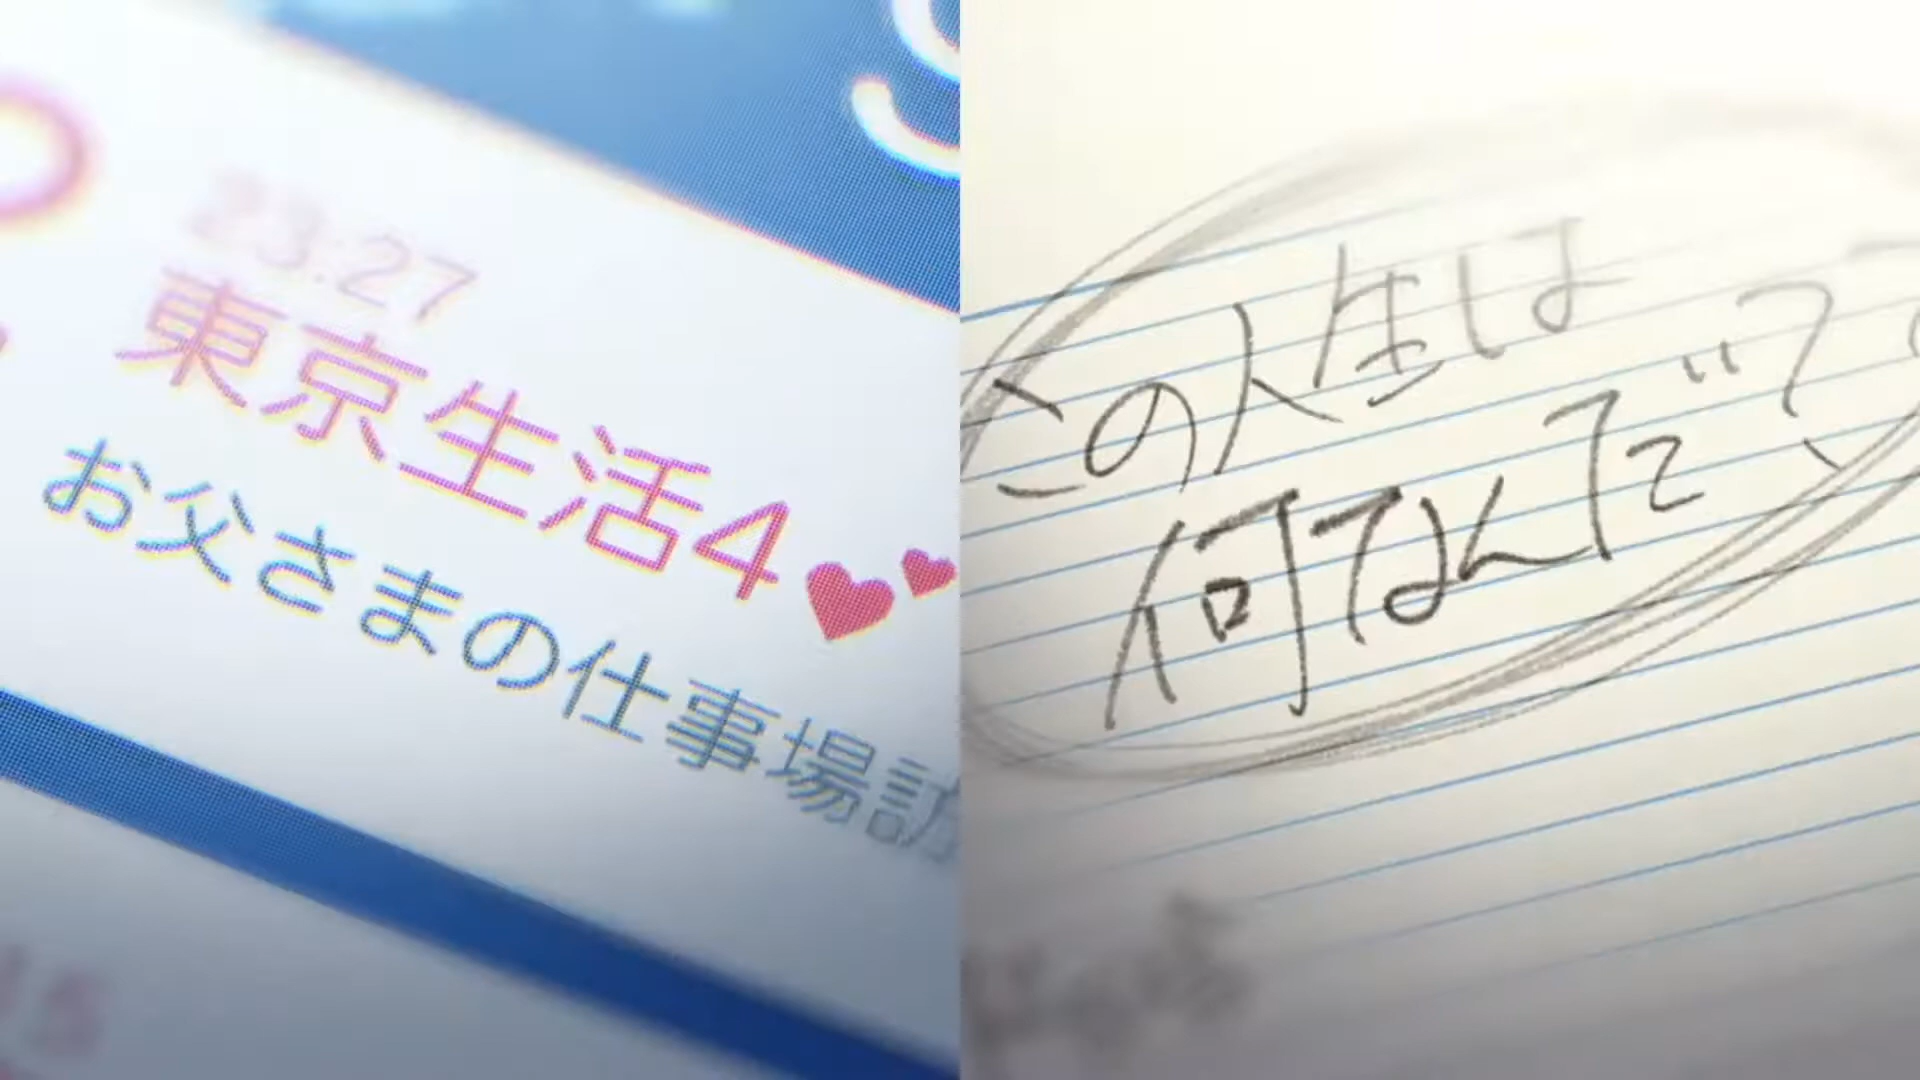 23:27
東京生活4💕
お父さまの仕事場訪
この人生は
何なんだ"って